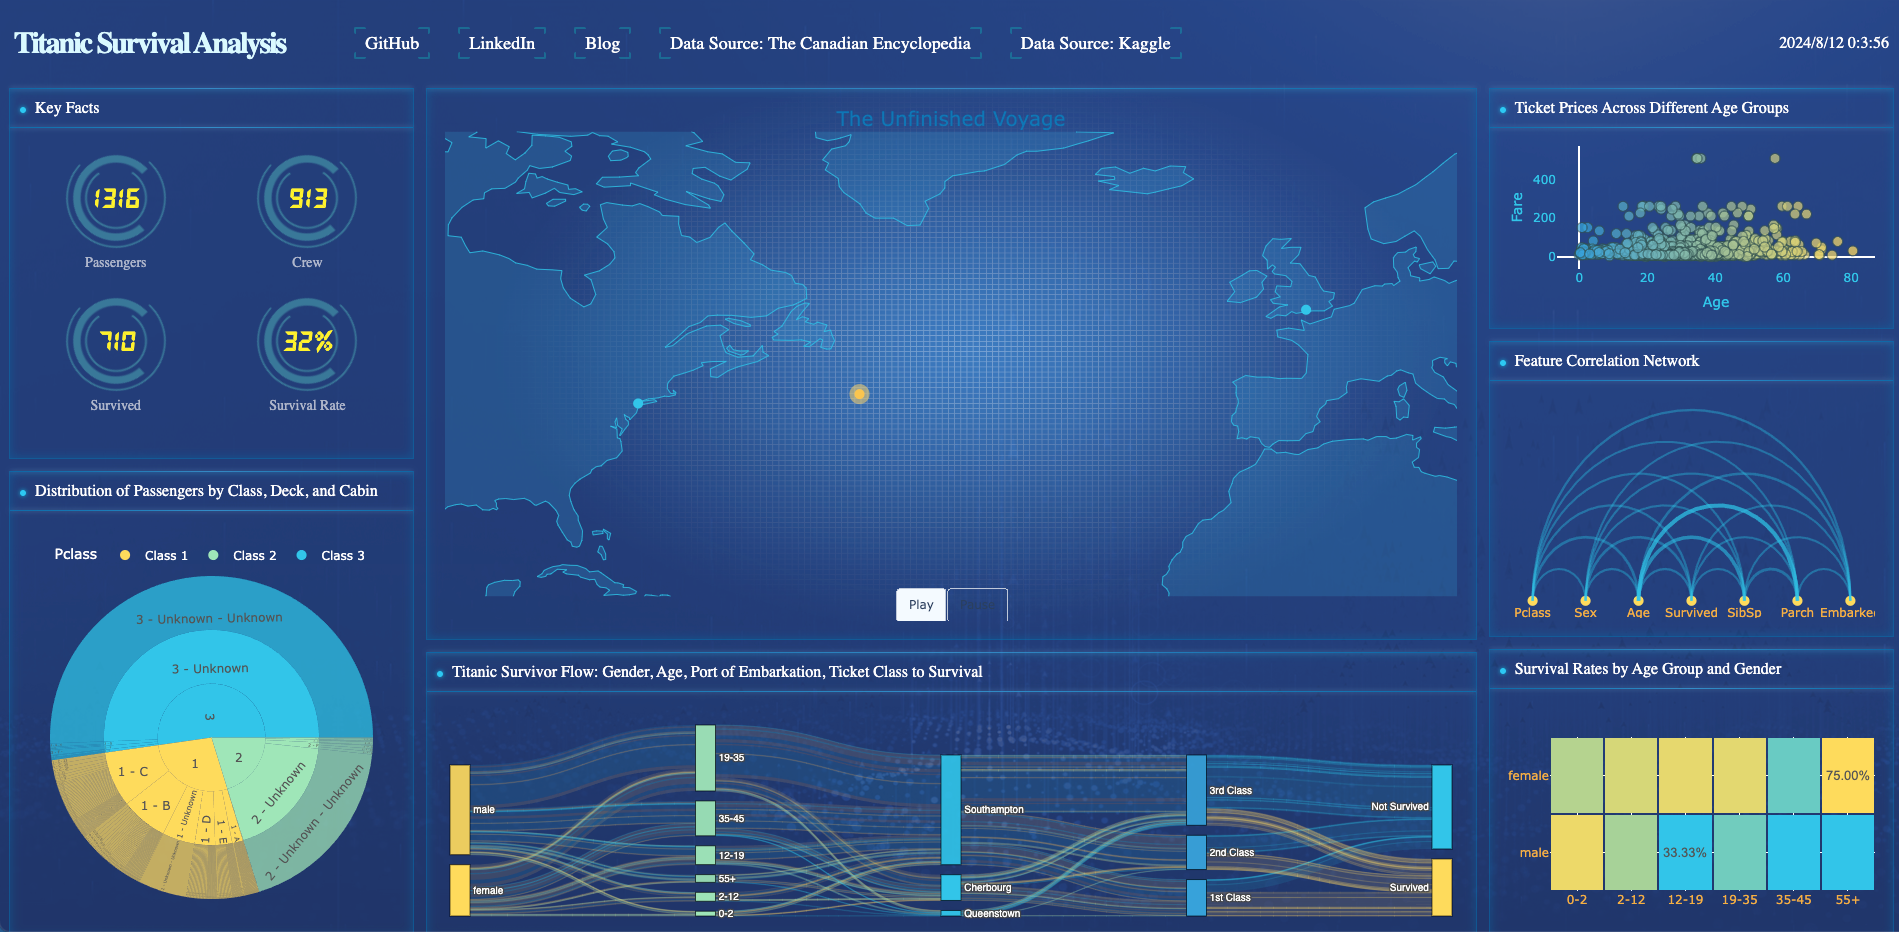 Titanic Survival Analysis
GitHub
LinkedIn
Blog
Data Source: The Canadian Encyclopedia
Data Source: Kaggle
2024/8/12 0:3:56
Key Facts
1316
Passengers
913
Crew
710
Survived
32%
Survival Rate
Distribution of Passengers by Class, Deck, and Cabin
Pclass
Class 1
Class 2
Class 3
3 - Unknown - Unknown
3 - Unknown
3
1
2
1 - C
1 - B
1 - Unknown
1 - D
1 - E
2 - Unknown
2 - Unknown - Unknown
The Unfinished Voyage
Play
Titanic Survivor Flow: Gender, Age, Port of Embarkation, Ticket Class to Survival
male
female
19-35
35-45
12-19
55+
2-12
0-2
Southampton
Cherbourg
Queenstown
3rd Class
2nd Class
1st Class
Not Survived
Survived
Ticket Prices Across Different Age Groups
Fare
400
200
0
0
20
40
60
80
Age
Feature Correlation Network
Pclass
Sex
Age
Survived
SibSp
Parch
Embarke
Survival Rates by Age Group and Gender
female
75.00%
male
33.33%
0-2
2-12
12-19
19-35
35-45
55+